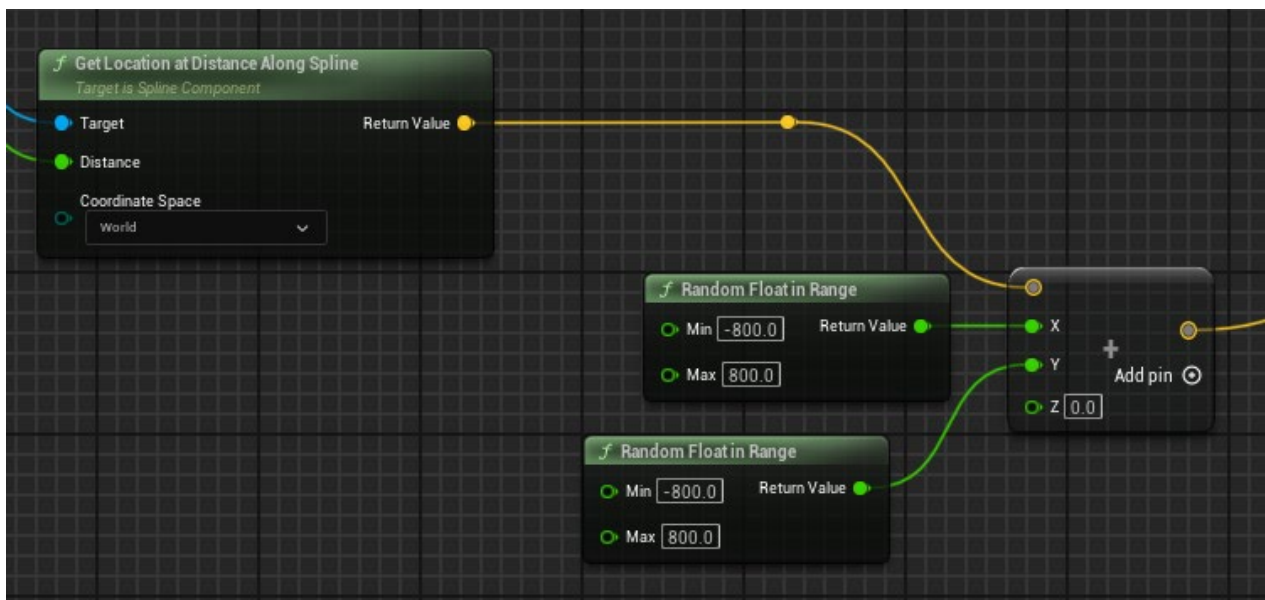 f Get Location at Distance Along Spline
Target is Spline Component
Target
Return Value
Distance
Coordinate Space
World
f Random Float in Range
Min -800.0
Return Value
Max 800.0
X
Y
Z 0.0
+
Add pin
f Random Float in Range
Min -800.0
Return Value
Max 800.0